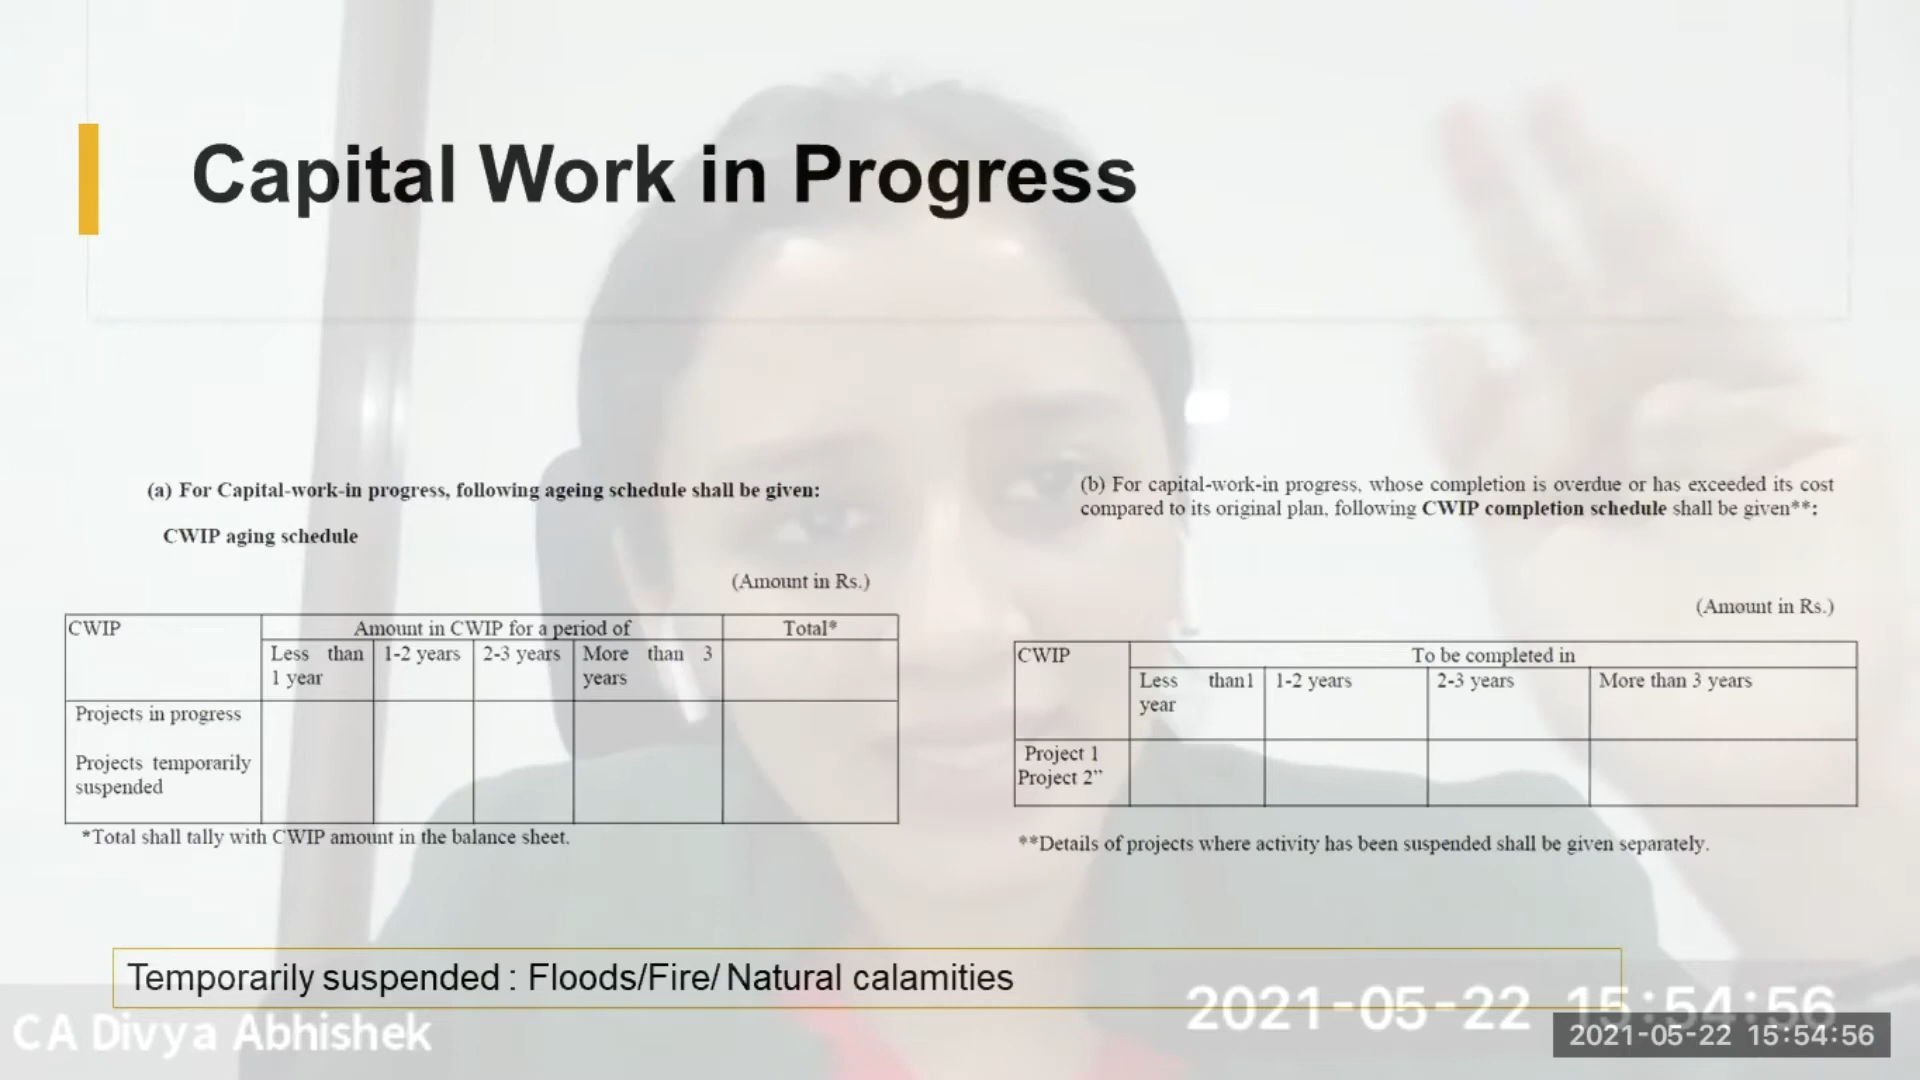 Capital Work in Progress
(a) For Capital-work-in progress, following ageing schedule shall be given:
CWIP aging schedule
(Amount in Rs.)
CWIP Amount in CWIP for a period of Total*
Less than 1-2 years 2-3 years More than 3
1 year years
Projects in progress
Projects temporarily
suspended
*Total shall tally with CWIP amount in the balance sheet.
(b) For capital-work-in progress, whose completion is overdue or has exceeded its cost
compared to its original plan, following CWIP completion schedule shall be given**:
(Amount in Rs.)
CWIP To be completed in
Less than1 1-2 years 2-3 years More than 3 years
year
Project 1
Project 2”
**Details of projects where activity has been suspended shall be given separately.
Temporarily suspended : Floods/Fire/ Natural calamities
CA Divya Abhishek
2021-05-22 15:54:56
2021-05-22 15:54:56